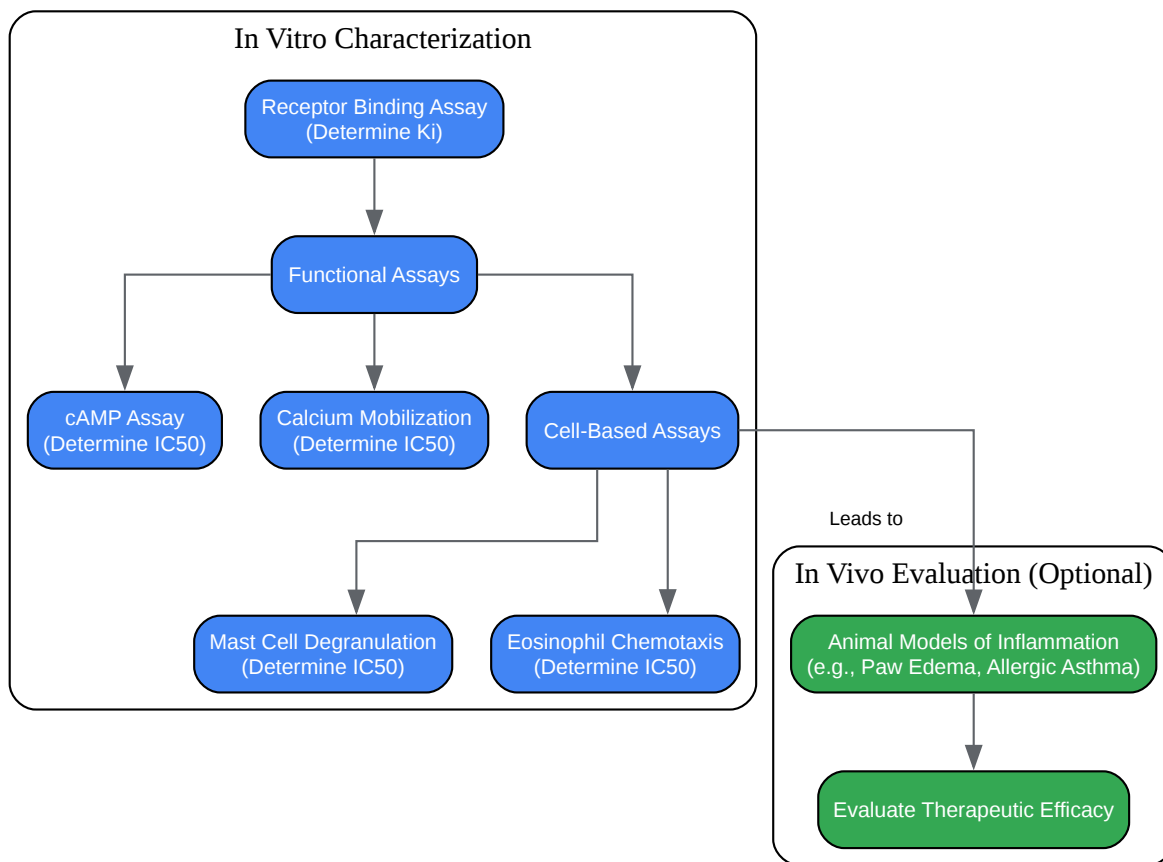 In Vitro Characterization
Receptor Binding Assay
(Determine Ki)
Functional Assays
cAMP Assay
(Determine IC50)
Calcium Mobilization
(Determine IC50)
Cell-Based Assays
Leads to
Mast Cell Degranulation
(Determine IC50)
Eosinophil Chemotaxis
(Determine IC50)
In Vivo Evaluation (Optional)
Animal Models of Inflammation
(e.g., Paw Edema, Allergic Asthma)
Evaluate Therapeutic Efficacy